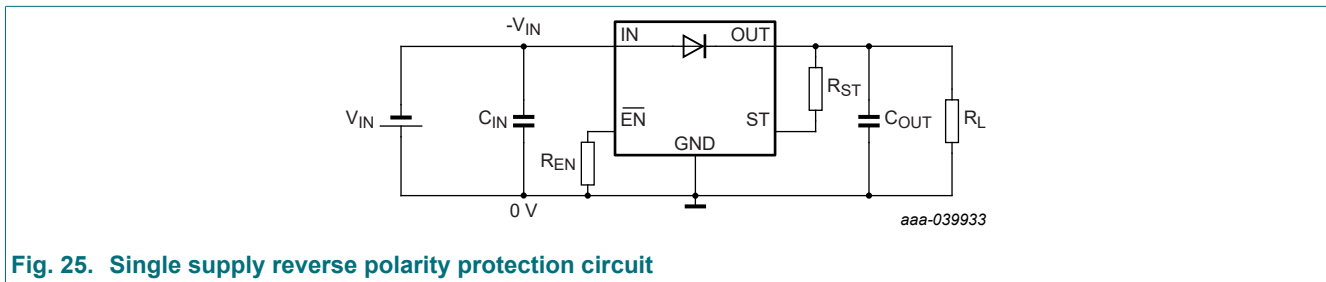 -VIN
IN
OUT
RST
VIN
CIN
EN
ST
COUT
RL
GND
REN
0 V
aaa-039933
Fig. 25. Single supply reverse polarity protection circuit